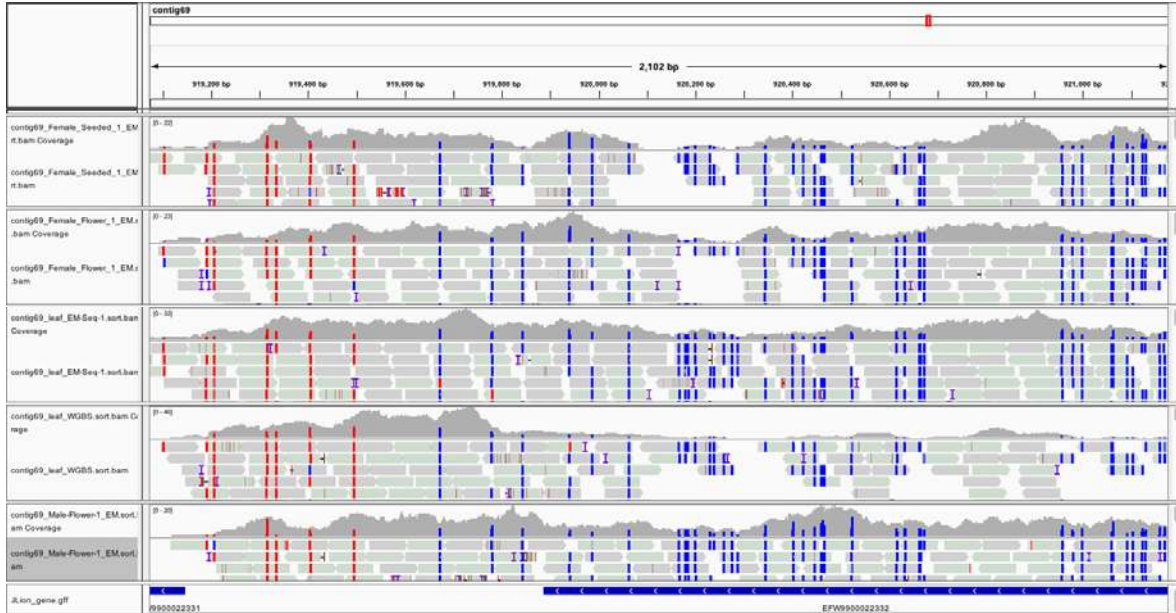 contig69
2,102 bp
919,200 bp 919,400 bp 919,600 bp 919,800 bp 920,000 bp 920,200 bp 920,400 bp 920,600 bp 920,800 bp 921,000 bp
contig69_Female_Seeded_1_EM
rt.bam Coverage
[0 - 22]
contig69_Female_Seeded_1_EM
rt.bam
contig69_Female_Flower_1_EM.s
.bam Coverage
[0 - 23]
contig69_Female_Flower_1_EM.s
.bam
contig69_leaf_EM-Seq-1.sort.bam
Coverage
contig69_leaf_EM-Seq-1.sort.bam
contig69_leaf_WGBS.sort.bam Co
rage
[0 - 40]
contig69_leaf_WGBS.sort.bam
contig69_Male-Flower-1_EM.sort.
am Coverage
[0 - 20]
contig69_Male-Flower-1_EM.sort.
am
JLion_gene.gff
/9900022331
EFW9900022332